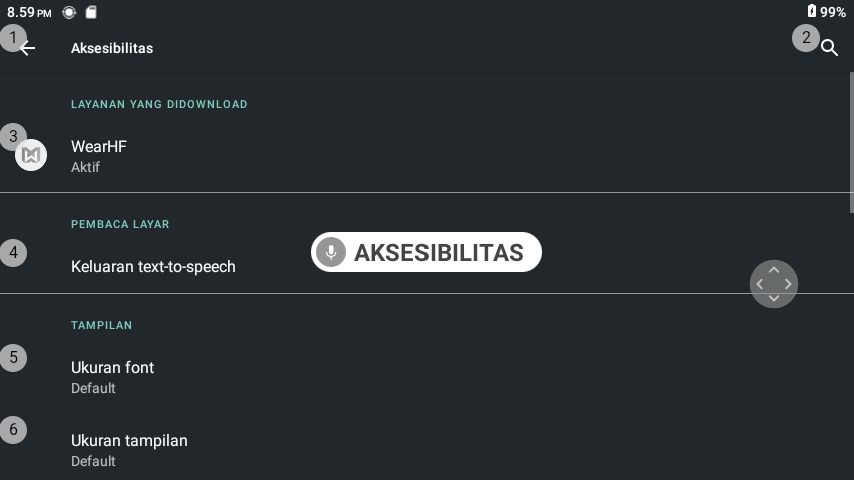 8.59 PM
99%
1
Aksesibilitas
2
LAYANAN YANG DIDOWNLOAD
3
WearHF
Aktif
PEMBACA LAYAR
4
Keluaran text-to-speech
AKSESIBILITAS
TAMPILAN
5
Ukuran font
Default
6
Ukuran tampilan
Default